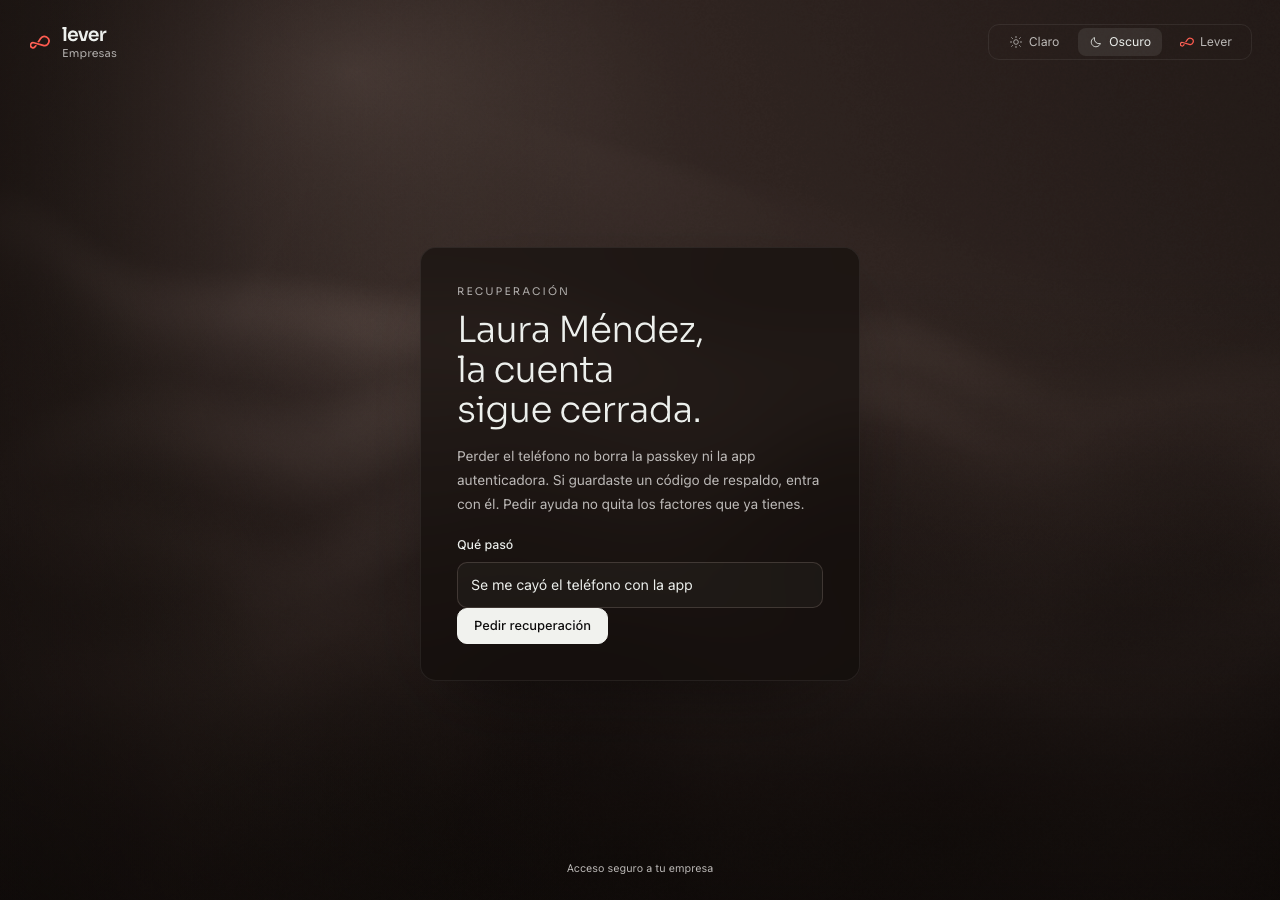 lever
Empresas
Claro
Oscuro
Lever
RECUPERACIÓN
Laura Méndez,
la cuenta
sigue cerrada.
Perder el teléfono no borra la passkey ni la app
autenticadora. Si guardaste un código de respaldo, entra
con él. Pedir ayuda no quita los factores que ya tienes.
Qué pasó
Se me cayó el teléfono con la app
Pedir recuperación
Acceso seguro a tu empresa